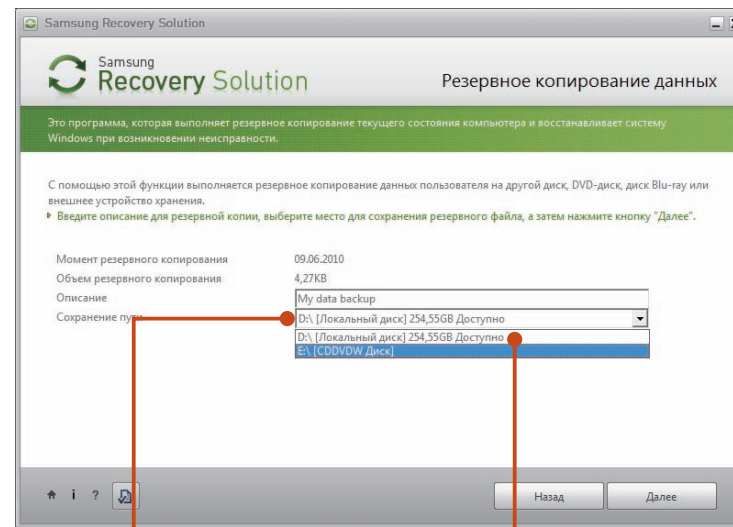 Samsung Recovery Solution
Samsung
Recovery Solution
Резервное копирование данных
Это программа, которая выполняет резервное копирование текущего состояния компьютера и восстанавливает систему
Windows при возникновении неисправности.
С помощью этой функции выполняется резервное копирование данных пользователя на другой диск, DVD-диск, диск Blu-ray или
внешнее устройство хранения.
Введите описание для резервной копии, выберите место для сохранения резервного файла, а затем нажмите кнопку "Далее".
Момент резервного копирования 09.06.2010
Объем резервного копирования 4,27KB
Описание My data backup
Сохранение пути D:\ [Локальный диск] 254,55GB Доступно
D:\ [Локальный диск] 254,55GB Доступно
E:\ [CDDVDW Диск]
i ?
Назад Далее